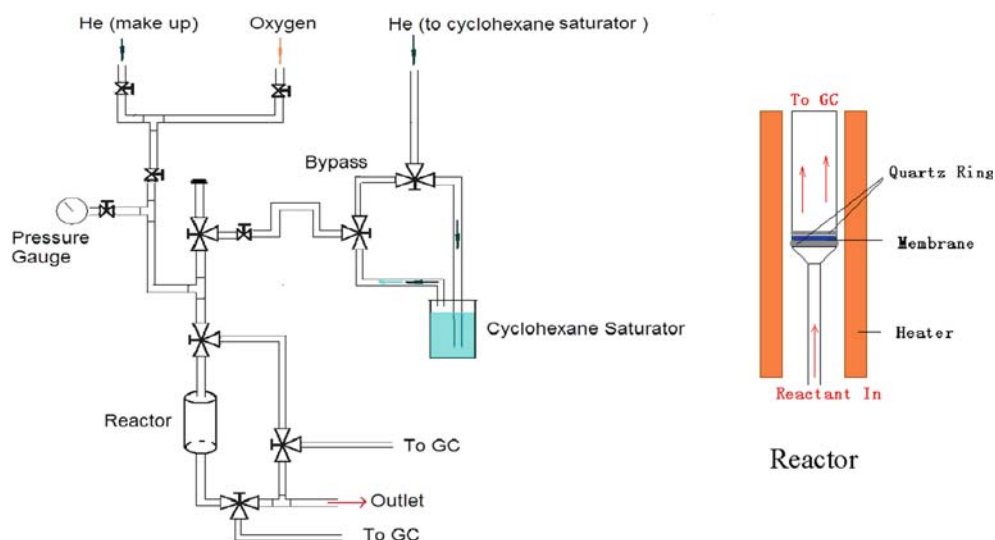 He (make up)
Oxygen
He (to cyclohexane saturator )
Bypass
Pressure
Gauge
Cyclohexane Saturator
Reactor
To GC
Outlet
To GC
To GC
Quartz Ring
Membrane
Heater
Reactant In
Reactor